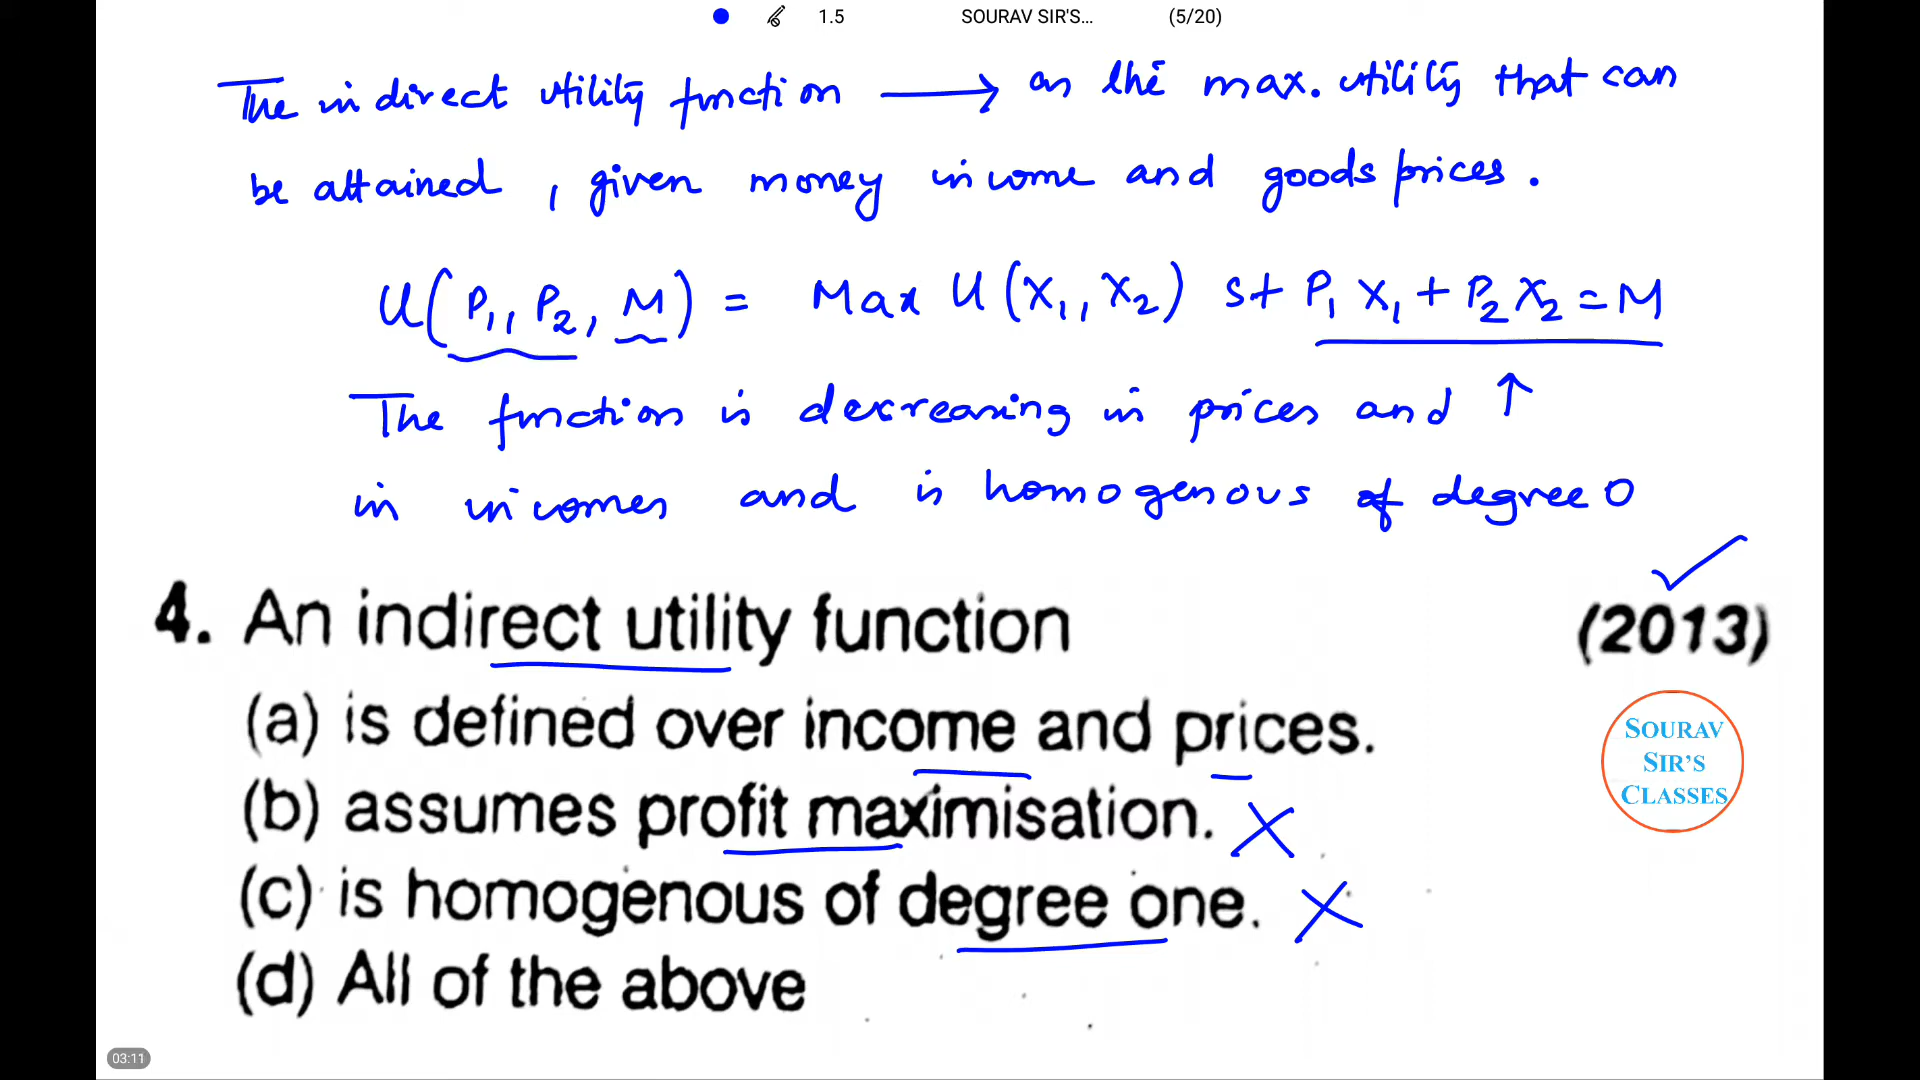 1.5 SOURAV SIR'S... (5/20)
The indirect utility function → as the max. utility that can
be attained, given money income and goods prices.
U(P₁, P₂, M) = Max U(X₁, X₂) st P₁ X₁ + P₂ X₂ = M
The function is decreasing in prices and ↑
in incomes and is homogenous of degree 0
4. An indirect utility function (2013)
(a) is defined over income and prices.
(b) assumes profit maximisation. X
(c) is homogenous of degree one. X
(d) All of the above
SOURAV
SIR'S
CLASSES
03:11